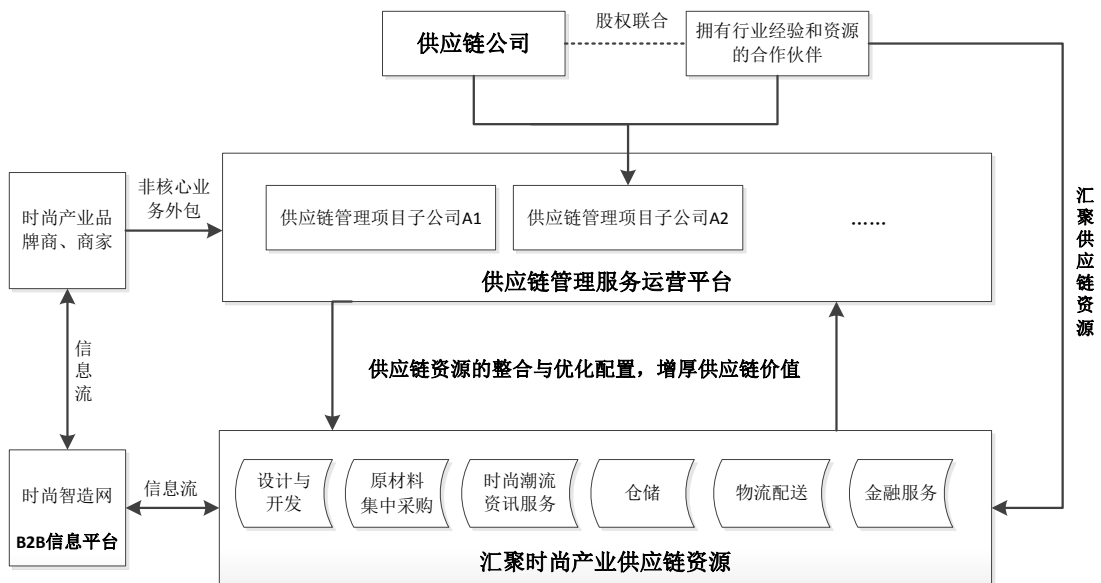 供应链公司
股权联合
拥有行业经验和资源
的合作伙伴
时尚产业品
牌商、商家
非核心业
务外包
供应链管理项目子公司A1
供应链管理项目子公司A2
……
供应链管理服务运营平台
汇
聚
供
应
链
资
源
信
息
流
供应链资源的整合与优化配置，增厚供应链价值
时尚智造网
B2B信息平台
信息流
设计与
开发
原材料
集中采购
时尚潮流
资讯服务
仓储
物流配送
金融服务
汇聚时尚产业供应链资源